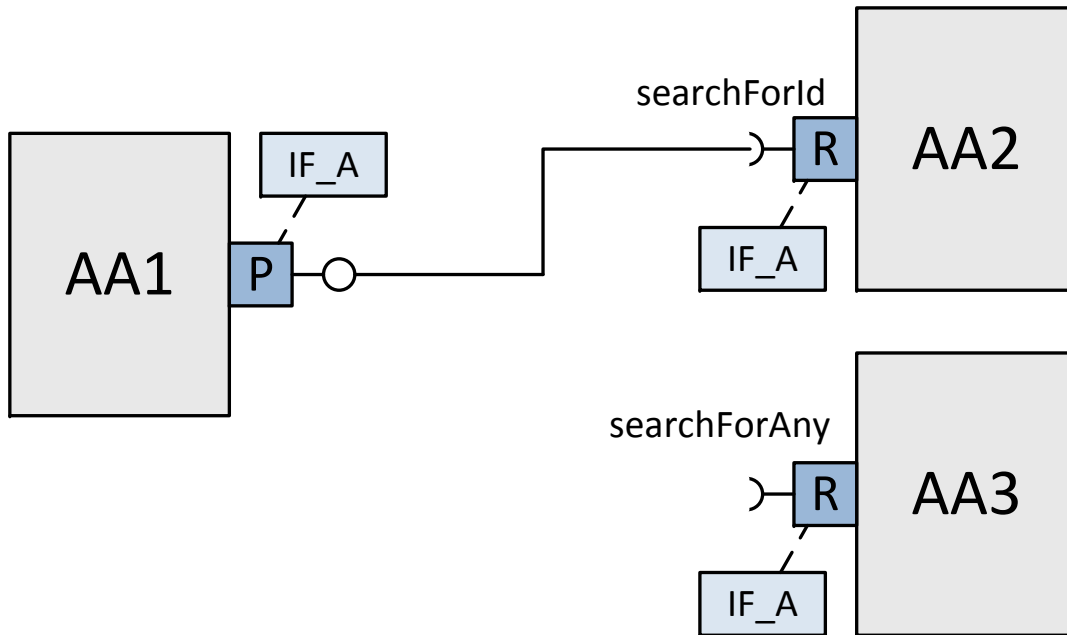 searchForId
AA2
R
IF_A
AA1
P
IF_A
searchForAny
AA3
R
IF_A